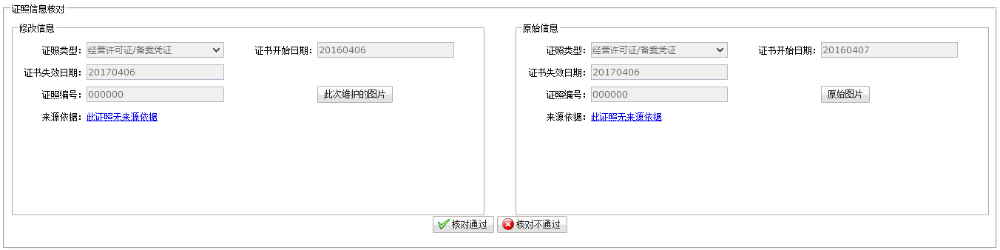 证照信息核对
修改信息
证照类型： 经营许可证/备案凭证 证书开始日期： 20160406
证书失效日期： 20170406
证照编号： 000000 此次维护的图片
来源依据： 此证照无来源依据
原始信息
证照类型： 经营许可证/备案凭证 证书开始日期： 20160407
证书失效日期： 20170406
证照编号： 000000 原始图片
来源依据： 此证照无来源依据
核对通过 核对不通过